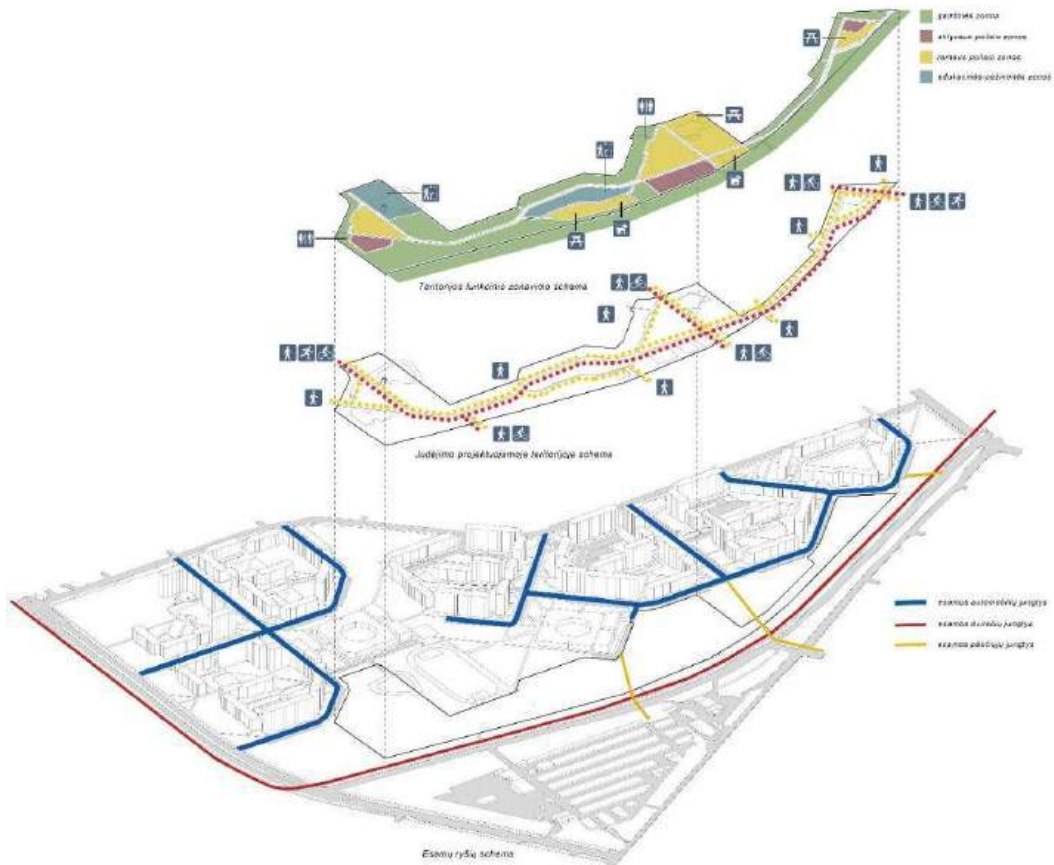 gamtinės zonos
aktyvaus poilsio zonos
ramaus poilsio zonos
edukacinės-pažintinės zonos
Teritorijos funkcinio zonavimo schema
Judėjimo projektuojamoje teritorijoje schema
esamos automobilių jungtys
esamos dviračių jungtys
esamos pėsčiųjų jungtys
Esamų ryšių schema